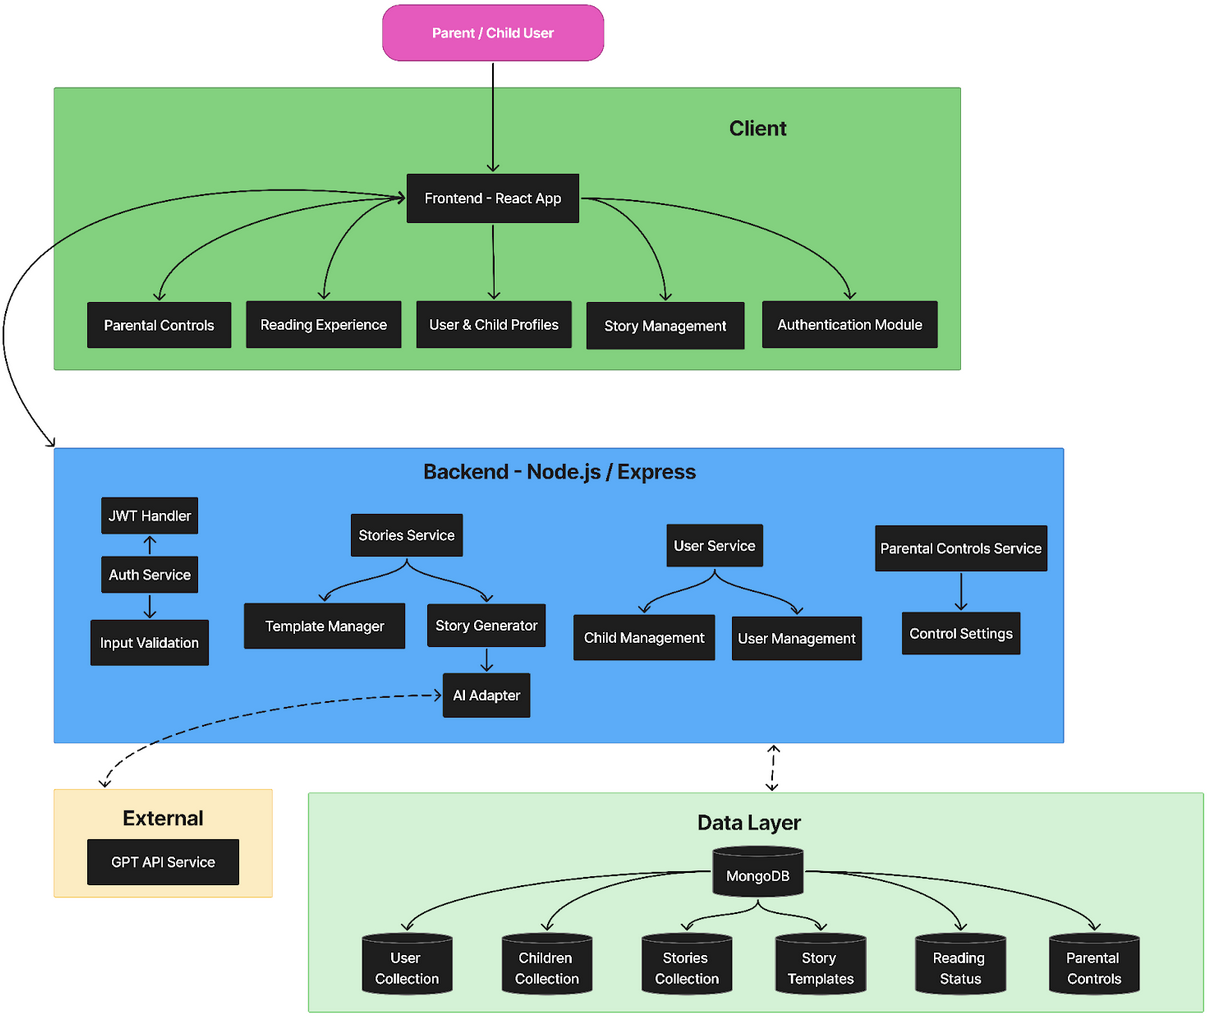 Parent / Child User
Client
Frontend - React App
Parental Controls
Reading Experience
User & Child Profiles
Story Management
Authentication Module
Backend - Node.js / Express
JWT Handler
Auth Service
Input Validation
Stories Service
Template Manager
Story Generator
AI Adapter
User Service
Child Management
User Management
Parental Controls Service
Control Settings
External
GPT API Service
Data Layer
MongoDB
User
Collection
Children
Collection
Stories
Collection
Story
Templates
Reading
Status
Parental
Controls